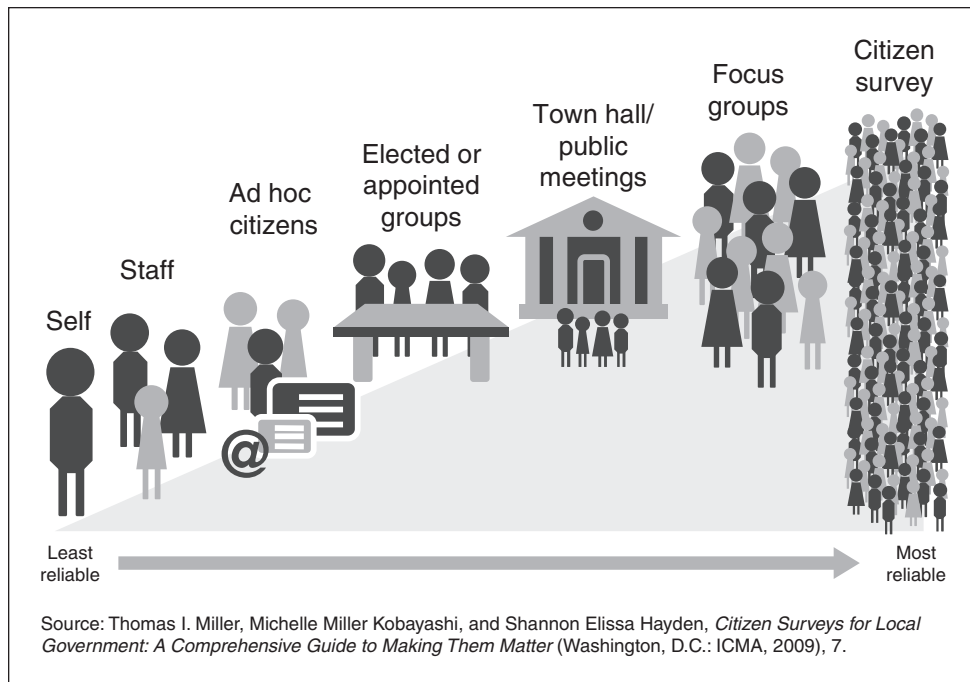 Self
Staff
Ad hoc
citizens
Elected or
appointed
groups
Town hall/
public
meetings
Focus
groups
Citizen
survey
@
Least
reliable
Most
reliable
Source: Thomas I. Miller, Michelle Miller Kobayashi, and Shannon Elissa Hayden, Citizen Surveys for Local
Government: A Comprehensive Guide to Making Them Matter (Washington, D.C.: ICMA, 2009), 7.